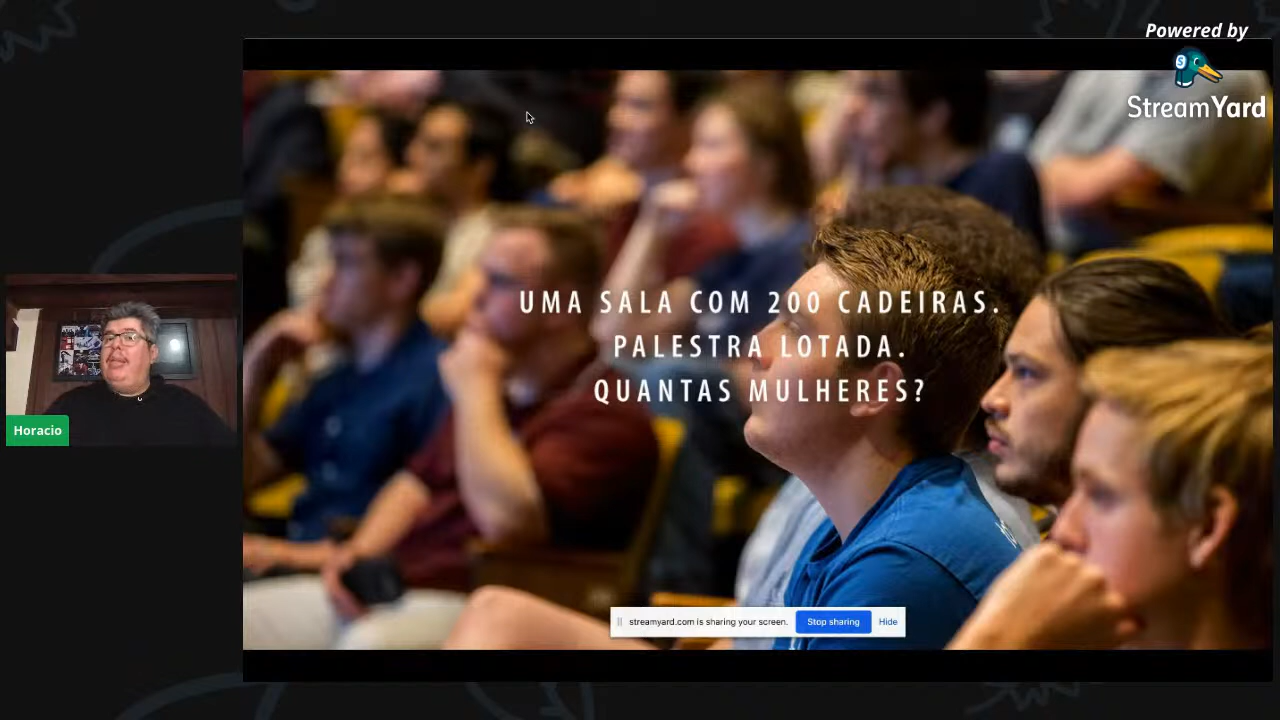 Powered by
StreamYard
UMA SALA COM 200 CADEIRAS.
PALESTRA LOTADA.
QUANTAS MULHERES?
Horacio
streamyard.com is sharing your screen.
Stop sharing
Hide